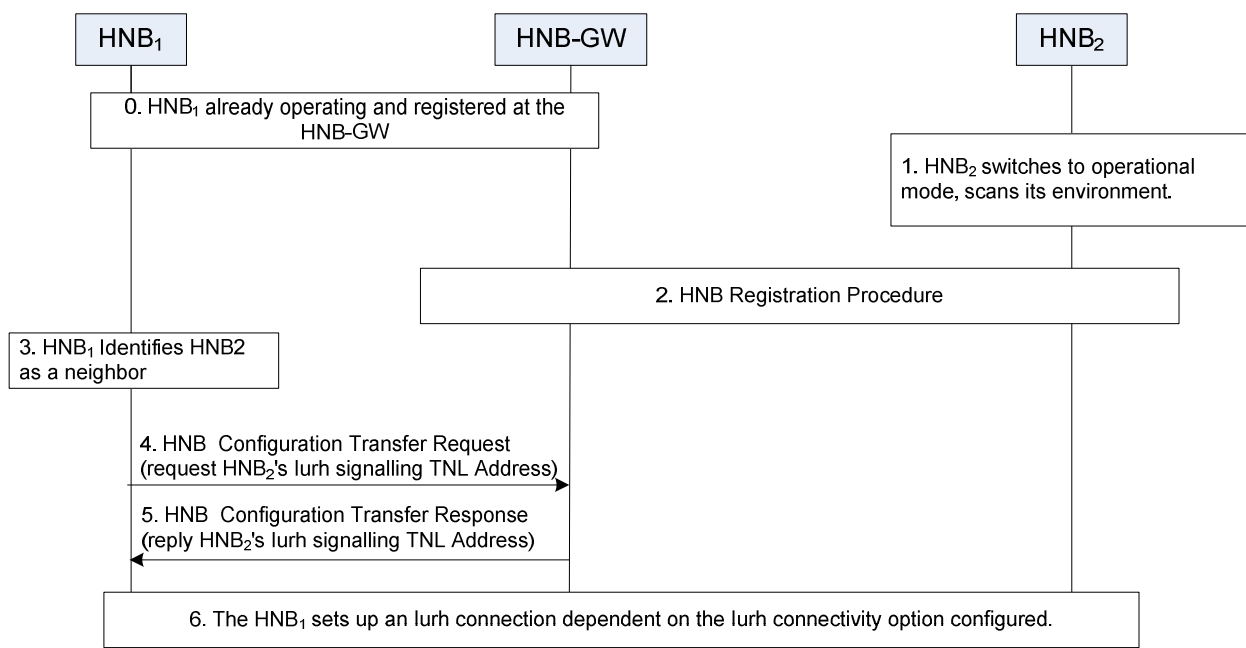 HNB₁
HNB-GW
HNB₂
0. HNB₁ already operating and registered at the
HNB-GW
1. HNB₂ switches to operational
mode, scans its environment.
2. HNB Registration Procedure
3. HNB₁ Identifies HNB2
as a neighbor
4. HNB Configuration Transfer Request
(request HNB₂'s Iurh signalling TNL Address)
5. HNB Configuration Transfer Response
(reply HNB₂'s Iurh signalling TNL Address)
6. The HNB₁ sets up an Iurh connection dependent on the Iurh connectivity option configured.